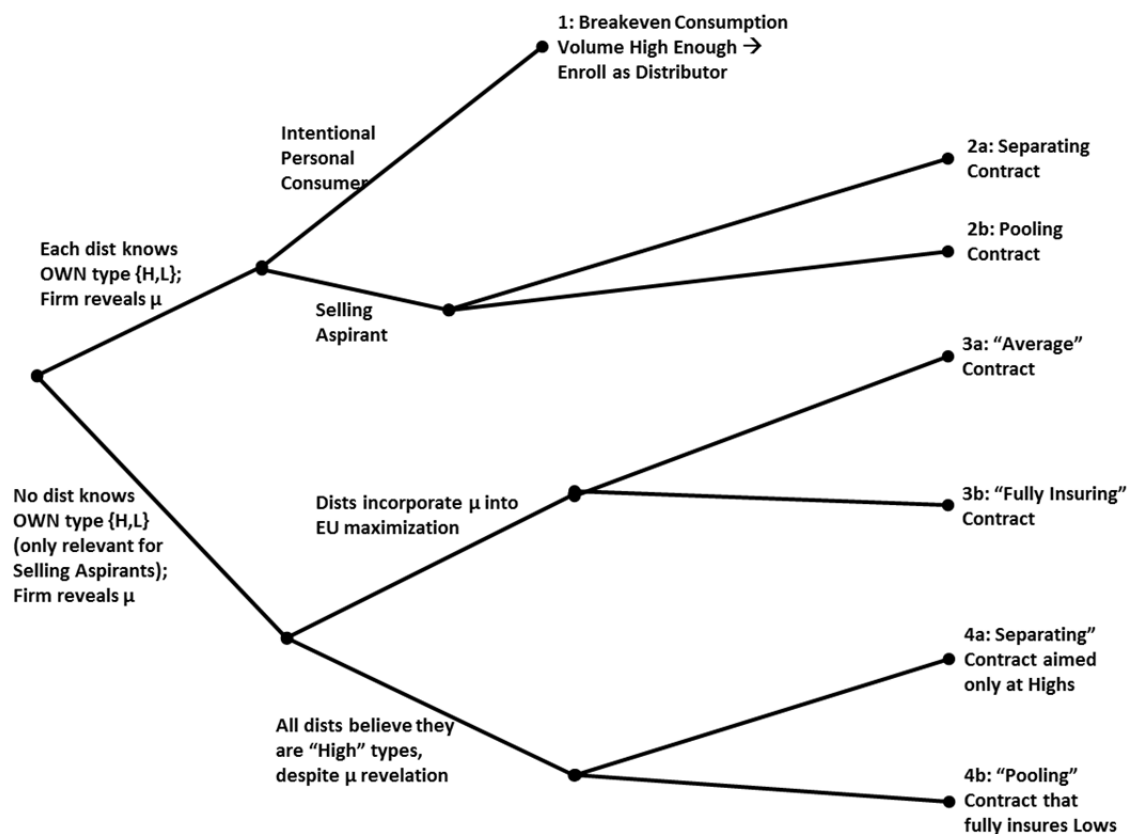 1: Breakeven Consumption
Volume High Enough →
Enroll as Distributor
Intentional
Personal
Consumer
2a: Separating
Contract
2b: Pooling
Contract
Each dist knows
OWN type {H,L};
Firm reveals μ
Selling
Aspirant
3a: “Average”
Contract
No dist knows
OWN type {H,L}
(only relevant for
Selling Aspirants);
Firm reveals μ
Dists incorporate μ into
EU maximization
3b: “Fully Insuring”
Contract
4a: Separating”
Contract aimed
only at Highs
All dists believe they
are “High” types,
despite μ revelation
4b: “Pooling”
Contract that
fully insures Lows